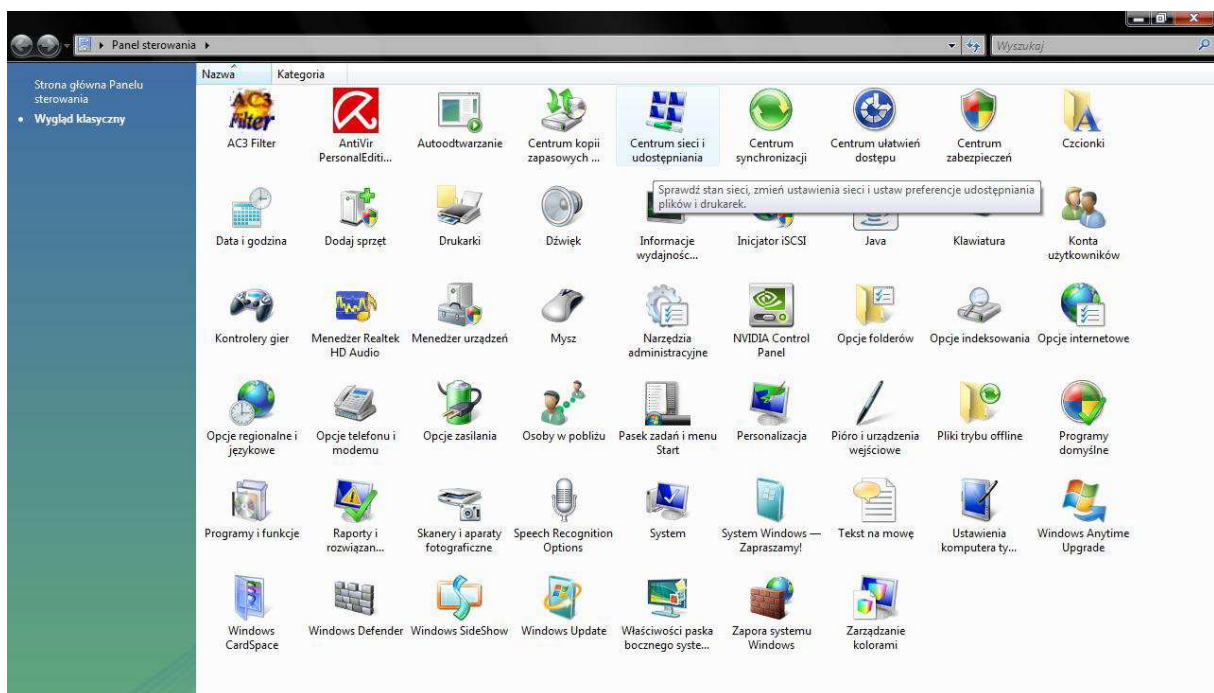 Panel sterowania
Wyszukaj
Strona główna Panelu
sterowania
Wygląd klasyczny
Nazwa Kategoria
AC3 Filter
AC3 Filter
AntiVir
PersonalEditi...
Autoodtwarzanie
Centrum kopii
zapasowych ...
Centrum sieci i
udostępniania
Centrum
synchronizacji
Centrum ułatwień
dostępu
Centrum
zabezpieczeń
Czcionki
Sprawdź stan sieci, zmień ustawienia sieci i ustaw preferencje udostępniania
plików i drukarek.
Data i godzina
Dodaj sprzęt
Drukarki
Dźwięk
Informacje
wydajnośc...
Inicjator iSCSI
Java
Klawiatura
Konta
użytkowników
Kontrolery gier
Menedżer Realtek
HD Audio
Menedżer urządzeń
Mysz
Narzędzia
administracyjne
NVIDIA Control
Panel
Opcje folderów
Opcje indeksowania
Opcje internetowe
Opcje regionalne i
językowe
Opcje telefonu i
modemu
Opcje zasilania
Osoby w pobliżu
Pasek zadań i menu
Start
Personalizacja
Pióro i urządzenia
wejściowe
Pliki trybu offline
Programy
domyślne
Programy i funkcje
Raporty i
rozwiązan...
Skanery i aparaty
fotograficzne
Speech Recognition
Options
System
System Windows —
Zapraszamy!
Tekst na mowę
Ustawienia
komputera ty...
Windows Anytime
Upgrade
Windows
CardSpace
Windows Defender
Windows SideShow
Windows Update
Właściwości paska
bocznego syste...
Zapora systemu
Windows
Zarządzanie
kolorami